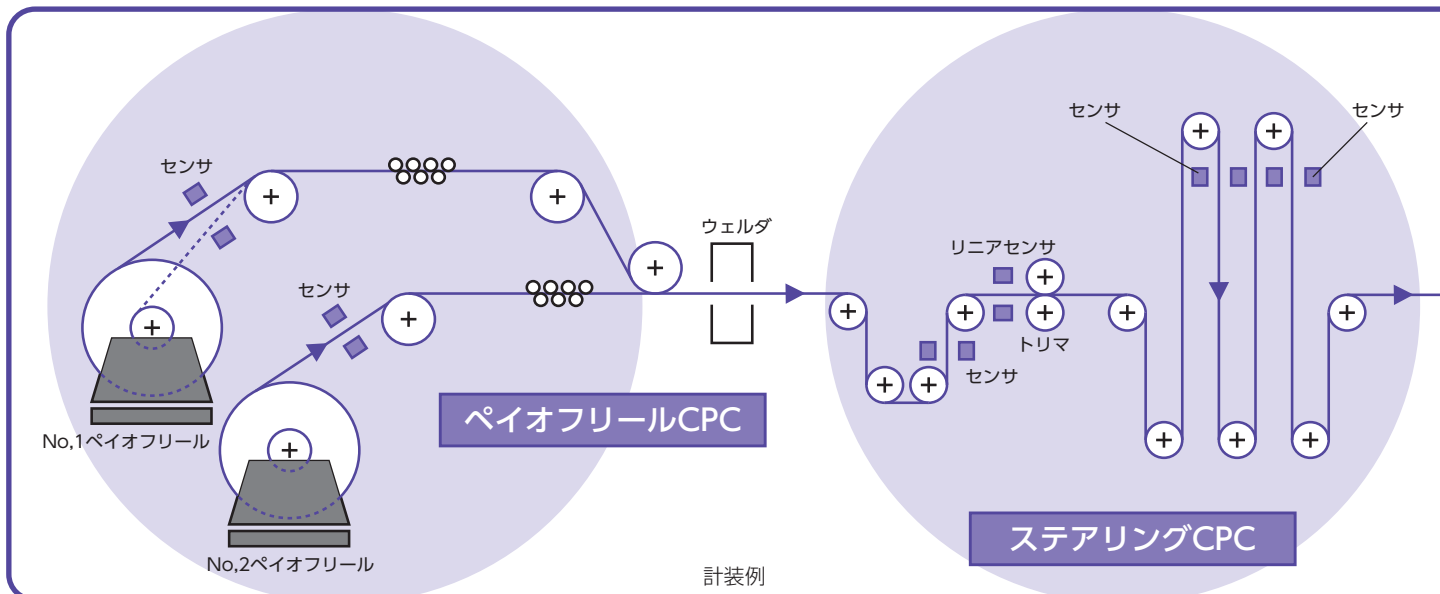 センサ
センサ
センサ
センサ
ウェルダ
リニアセンサ
トリマ
センサ
ペイオフリールCPC
No,1ペイオフリール
No,2ペイオフリール
ステアリングCPC
計装例